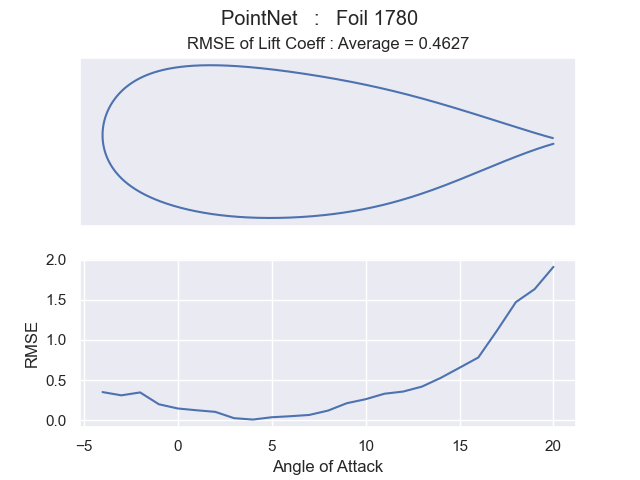 PointNet : Foil 1780
RMSE of Lift Coeff : Average = 0.4627
2.0
1.5
1.0
0.5
0.0
RMSE
−5 0 5 10 15 20
Angle of Attack